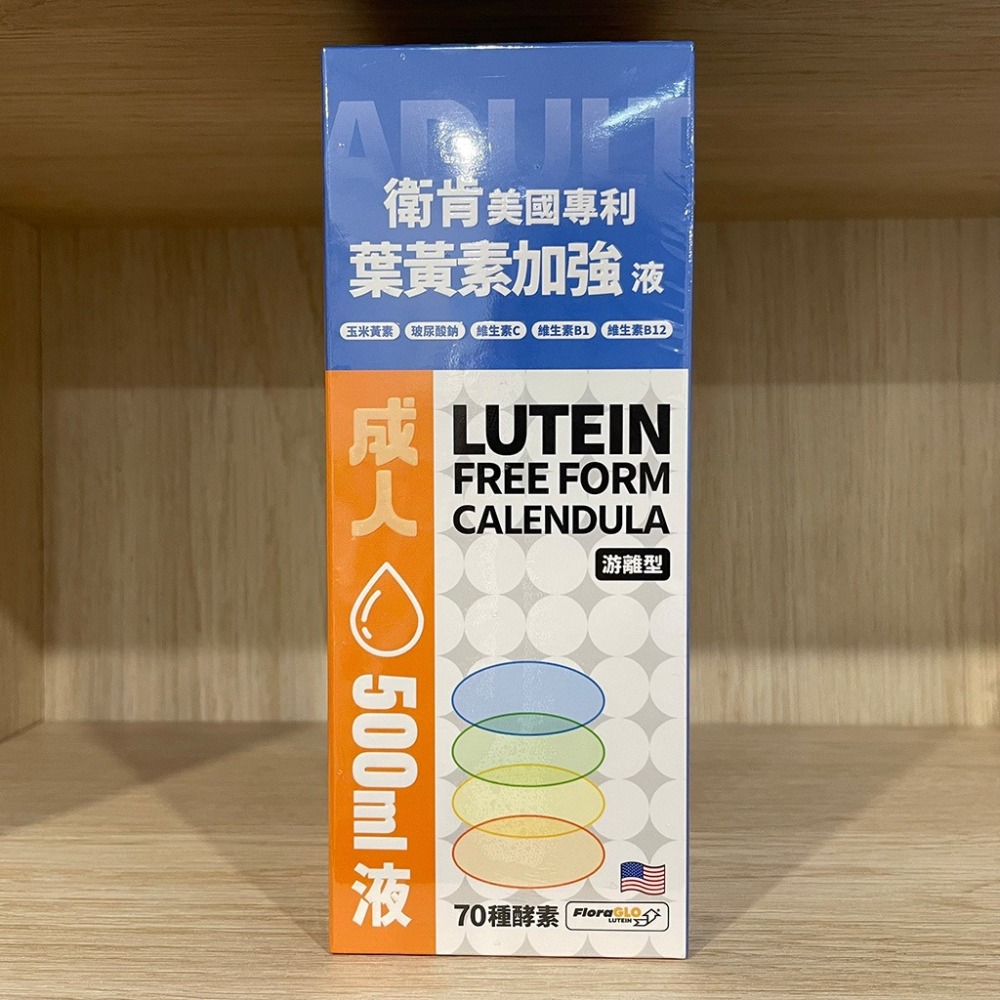 ADULT
衛肯美國專利
葉黃素加強液
玉米黃素 玻尿酸鈉 維生素C 維生素B1 維生素B12
成人
500ml液
LUTEIN
FREE FORM
CALENDULA
游離型
70種酵素
FloraGLO
LUTEIN